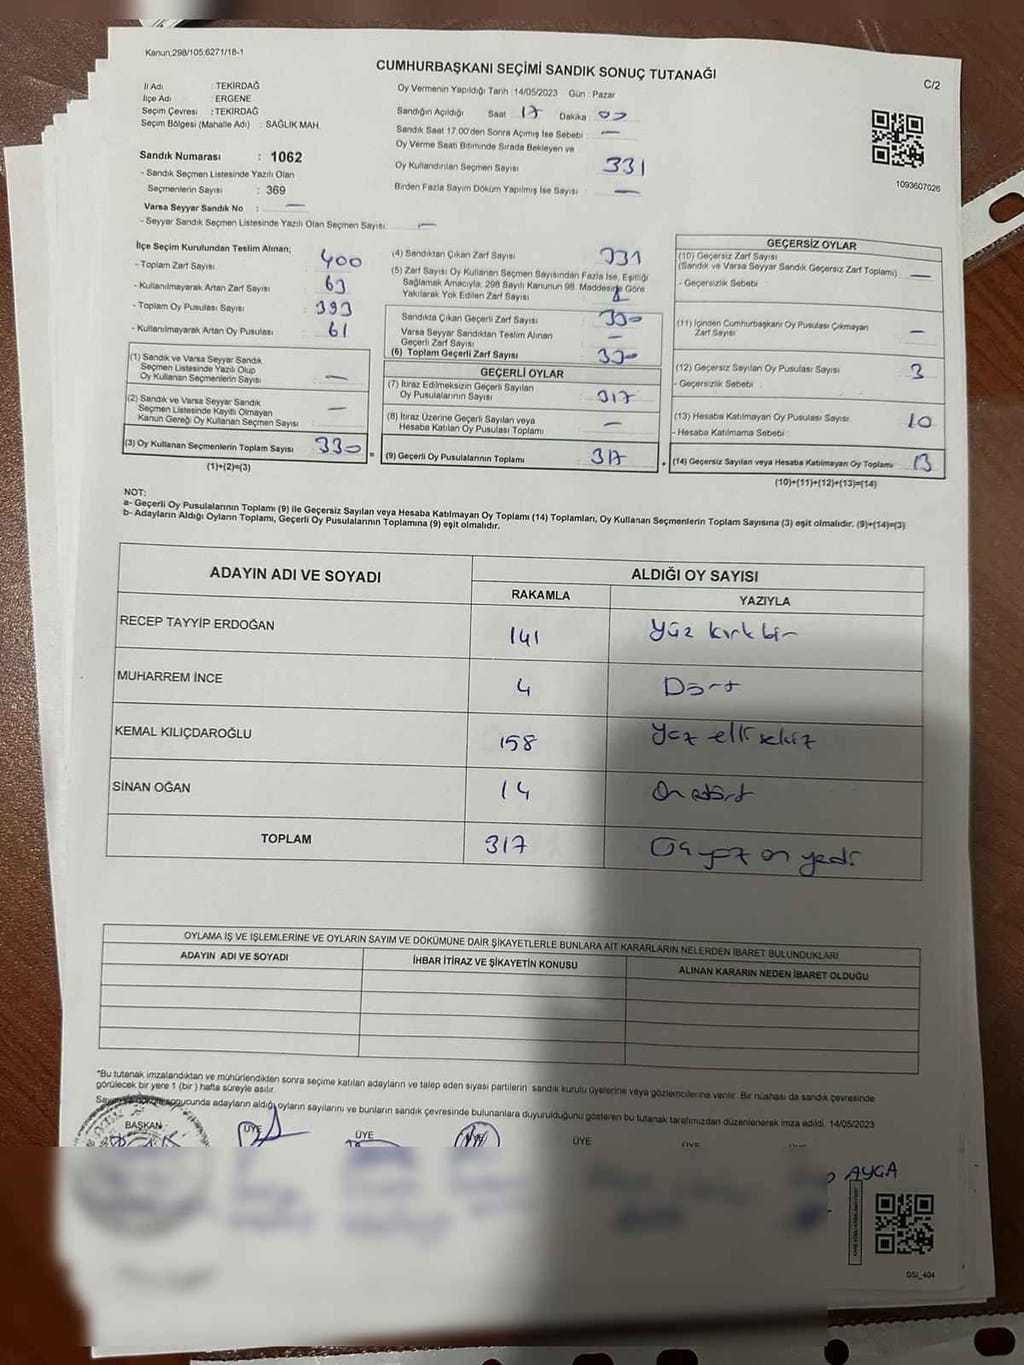 Kanun,298/105,6271/18-1
CUMHURBAŞKANI SEÇİMİ SANDIK SONUÇ TUTANAĞI
C/2
İl Adı : TEKİRDAĞ
İlçe Adı : ERGENE
Seçim Çevresi : TEKİRDAĞ
Seçim Bölgesi (Mahalle Adı) : SAĞLIK MAH
Oy Vermenin Yapıldığı Tarih :14/05/2023 Gün : Pazar
Sandığın Açıldığı Saat 17 Dakika 00
Sandık Saat 17.00'den Sonra Açılmış İse Sebebi —
Oy Verme Saati Bitiminde Sırada Bekleyen ve
Oy Kullandırılan Seçmen Sayısı 331
Birden Fazla Sayım Döküm Yapılmış İse Sayısı —
1093607026
Sandık Numarası : 1062
- Sandık Seçmen Listesinde Yazılı Olan
Seçmenlerin Sayısı : 369
Varsa Seyyar Sandık No : —
- Seyyar Sandık Seçmen Listesinde Yazılı Olan Seçmen Sayısı: —
İlçe Seçim Kurulundan Teslim Alınan;
- Toplam Zarf Sayısı 400
- Kullanılmayarak Artan Zarf Sayısı 69
- Toplam Oy Pusulası Sayısı 393
- Kullanılmayarak Artan Oy Pusulası 61
(1) Sandık ve Varsa Seyyar Sandık
Seçmen Listesinde Yazılı Olup
Oy Kullanan Seçmenlerin Sayısı —
(2) Sandık ve Varsa Seyyar Sandık
Seçmen Listesinde Kayıtlı Olmayan
Kanun Gereği Oy Kullanan Seçmen Sayısı —
(3) Oy Kullanan Seçmenlerin Toplam Sayısı 330 =
(1)+(2)=(3)
(4) Sandıktan Çıkan Zarf Sayısı 331
(5) Zarf Sayısı Oy Kullanan Seçmen Sayısından Fazla İse, Eşitliği
Sağlamak Amacıyla; 298 Sayılı Kanunun 98. Maddesine Göre
Yakılarak Yok Edilen Zarf Sayısı 1
Sandıkta Çıkan Geçerli Zarf Sayısı 330
Varsa Seyyar Sandıktan Teslim Alınan
Geçerli Zarf Sayısı —
(6) Toplam Geçerli Zarf Sayısı 330
GEÇERLİ OYLAR
(7) İtiraz Edilmeksizin Geçerli Sayılan
Oy Pusulalarının Sayısı 317
(8) İtiraz Üzerine Geçerli Sayılan veya
Hesaba Katılan Oy Pusulası Toplamı —
(9) Geçerli Oy Pusulalarının Toplamı 317 +
GEÇERSİZ OYLAR
(10) Geçersiz Zarf Sayısı
(Sandık ve Varsa Seyyar Sandık Geçersiz Zarf Toplamı) —
- Geçersizlik Sebebi :
(11) İçinden Cumhurbaşkanı Oy Pusulası Çıkmayan
Zarf Sayısı —
(12) Geçersiz Sayılan Oy Pusulası Sayısı 3
- Geçersizlik Sebebi :
(13) Hesaba Katılmayan Oy Pusulası Sayısı 10
- Hesaba Katılmama Sebebi :
(14) Geçersiz Sayılan veya Hesaba Katılmayan Oy Toplamı 13
(10)+(11)+(12)+(13)=(14)
NOT:
a- Geçerli Oy Pusulalarının Toplamı (9) ile Geçersiz Sayılan veya Hesaba Katılmayan Oy Toplamı (14) Toplamları, Oy Kullanan Seçmenlerin Toplam Sayısına (3) eşit olmalıdır. (9)+(14)=(3)
b- Adayların Aldığı Oyların Toplamı, Geçerli Oy Pusulalarının Toplamına (9) eşit olmalıdır.
ADAYIN ADI VE SOYADI ALDIĞI OY SAYISI
RAKAMLA YAZIYLA
RECEP TAYYİP ERDOĞAN 141 Yüz kırk bir
MUHARREM İNCE 4 Dört
KEMAL KILIÇDAROĞLU 158 Yüz elli sekiz
SİNAN OĞAN 14 On dört
TOPLAM 317 Üç yüz on yedi
OYLAMA İŞ VE İŞLEMLERİNE VE OYLARIN SAYIM VE DÖKÜMÜNE DAİR ŞİKAYETLERLE BUNLARA AİT KARARLARIN NELERDEN İBARET BULUNDUKLARI
ADAYIN ADI VE SOYADI İHBAR İTİRAZ VE ŞİKAYETİN KONUSU ALINAN KARARIN NEDEN İBARET OLDUĞU
*Bu tutanak imzalandıktan ve mühürlendikten sonra seçime katılan adayların ve talep eden siyasi partilerin sandık kurulu üyelerine veya gözlemcilerine verilir. Bir nüshası da sandık çevresinde
görülecek bir yere 1 (bir ) hafta süreyle asılır.
sonucunda adayların aldığı oyların sayılarını ve bunların sandık çevresinde bulunanlara duyurulduğunu gösteren bu tutanak tarafımızdan düzenlenerek imza edildi. 14/05/2023
BAŞKAN ÜYE ÜYE ÜYE ÜYE
AYGA
SSİ_404